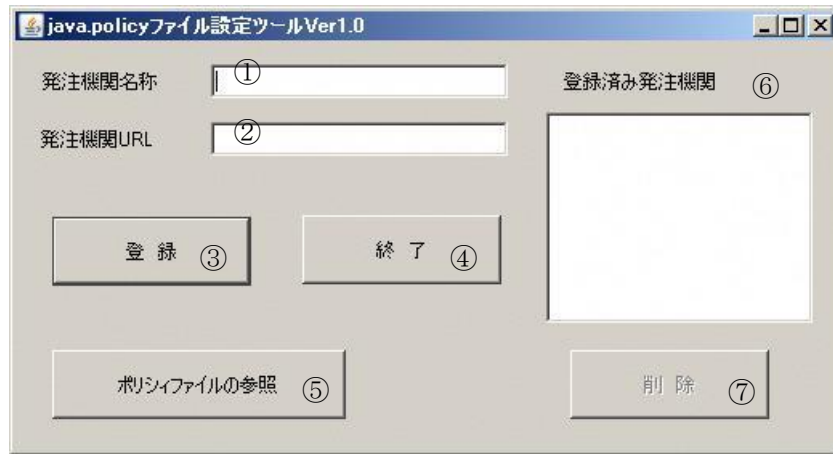 java.policyファイル設定ツールVer1.0
発注機関名称 ①
登録済み発注機関 ⑥
発注機関URL ②
登 録 ③
終 了 ④
ポリシィファイルの参照 ⑤
削 除 ⑦